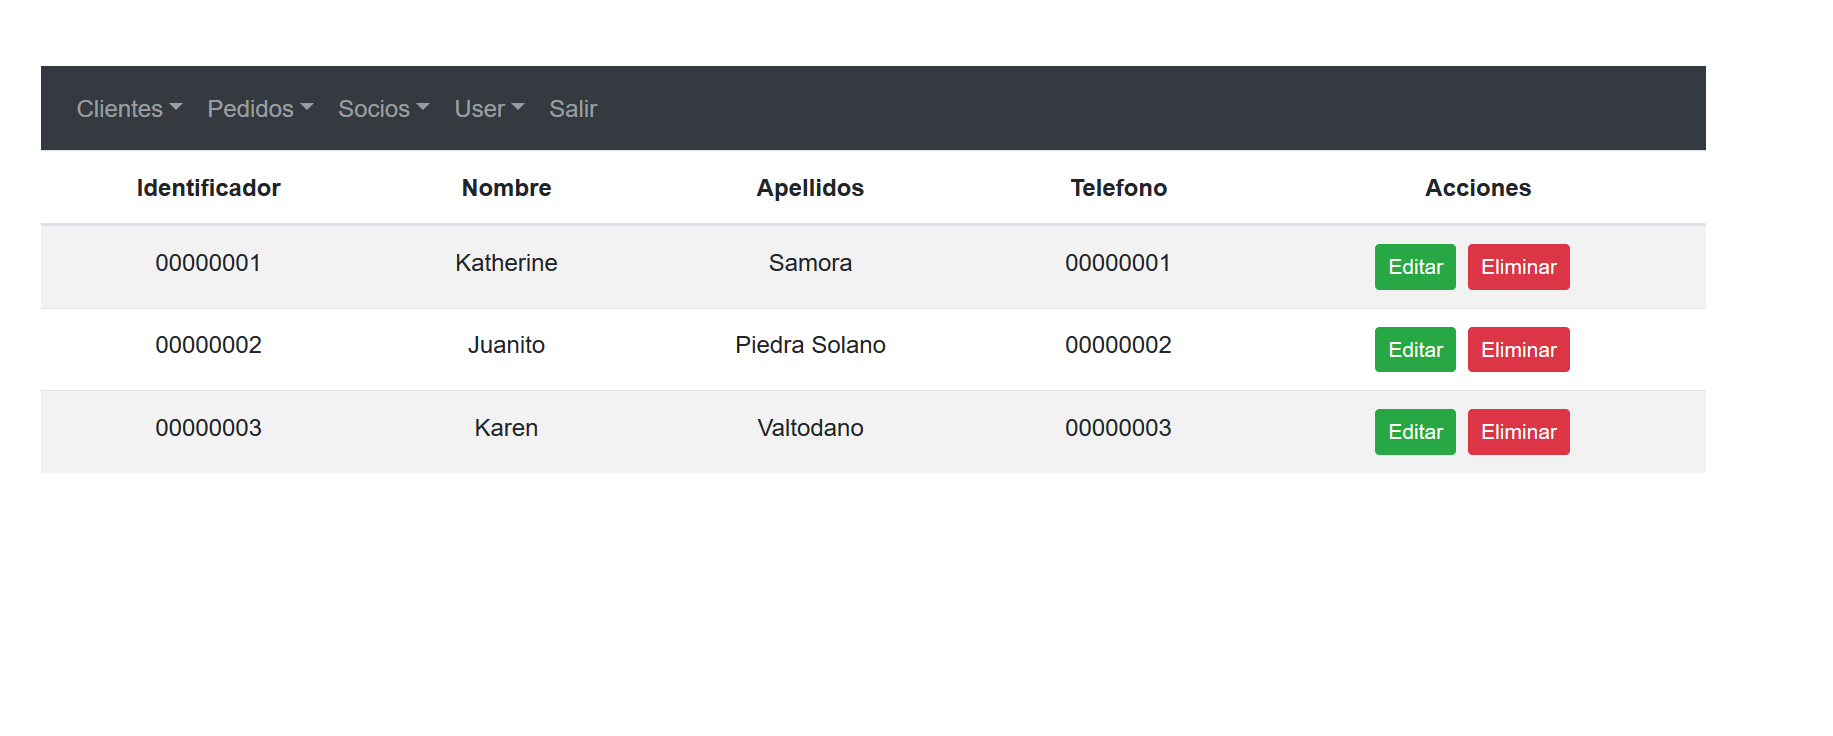 Clientes Pedidos Socios User Salir
Identificador Nombre Apellidos Telefono Acciones
00000001 Katherine Samora 00000001 Editar Eliminar
00000002 Juanito Piedra Solano 00000002 Editar Eliminar
00000003 Karen Valtodano 00000003 Editar Eliminar